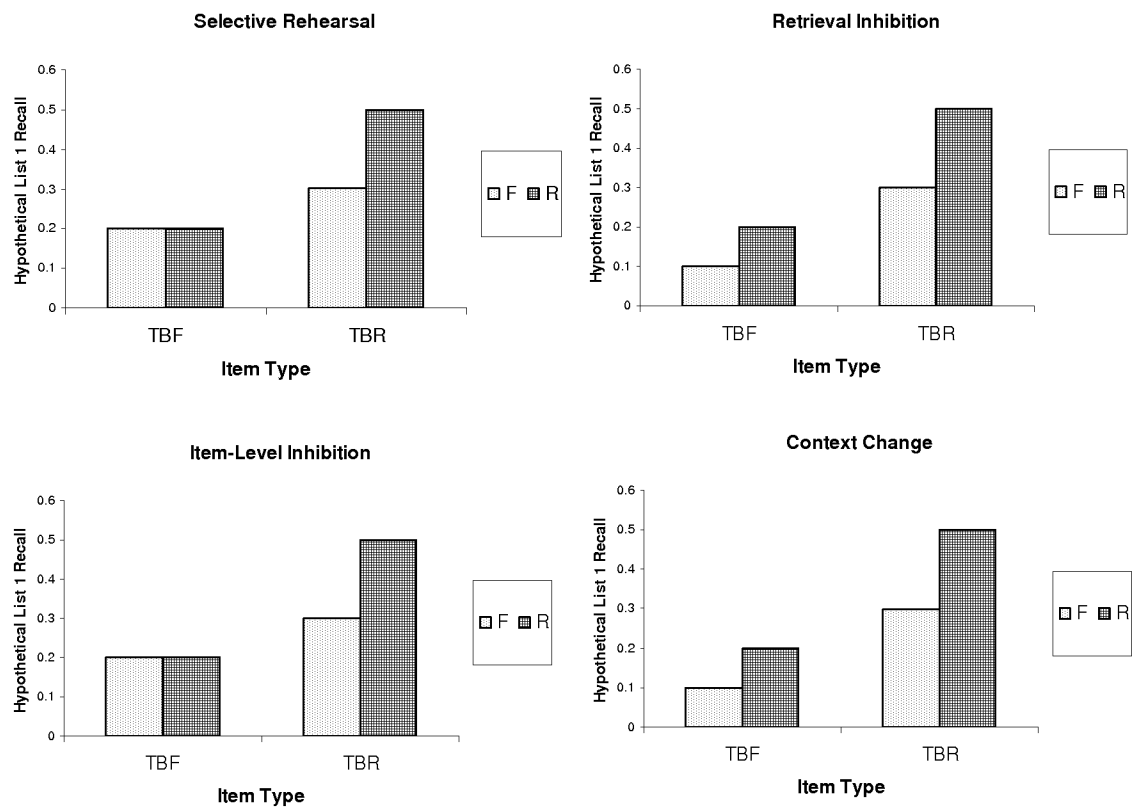 Selective Rehearsal
Hypothetical List 1 Recall
0.6
0.5
0.4
0.3
0.2
0.1
0
TBF
TBR
Item Type
F R
Retrieval Inhibition
Hypothetical List 1 Recall
0.6
0.5
0.4
0.3
0.2
0.1
0
TBF
TBR
Item Type
F R
Item-Level Inhibition
Hypothetical List 1 Recall
0.6
0.5
0.4
0.3
0.2
0.1
0
TBF
TBR
Item Type
F R
Context Change
Hypothetical List 1 Recall
0.6
0.5
0.4
0.3
0.2
0.1
0
TBF
TBR
Item Type
F R